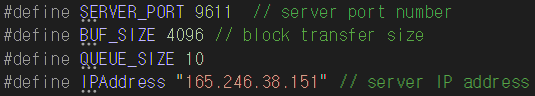 #define SERVER_PORT 9611 // server port number
#define BUF_SIZE 4096 // block transfer size
#define QUEUE_SIZE 10
#define IPAddress "165.246.38.151" // server IP address